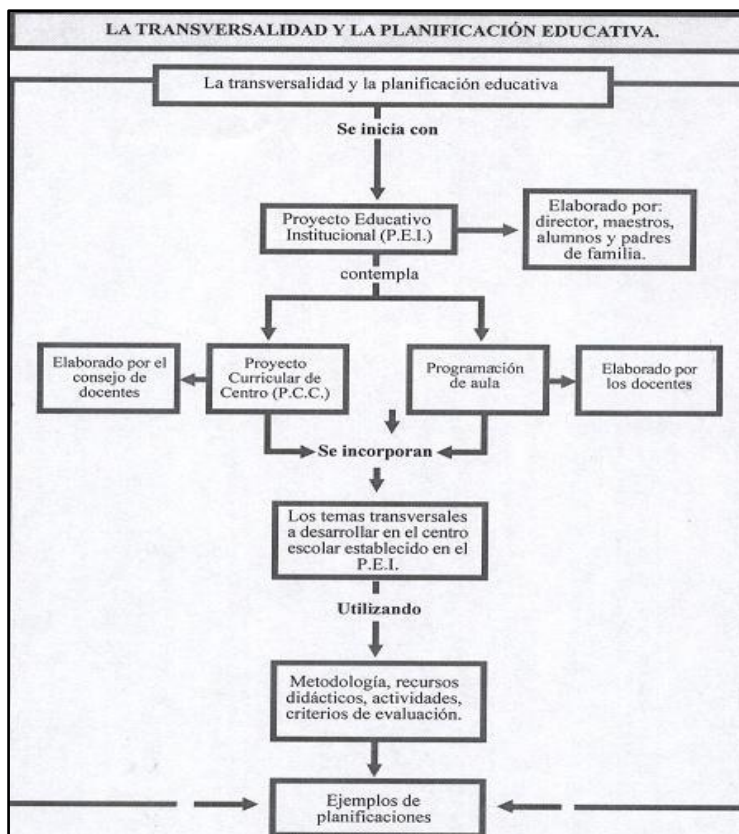 LA TRANSVERSALIDAD Y LA PLANIFICACIÓN EDUCATIVA.
La transversalidad y la planificación educativa
Se inicia con
Proyecto Educativo
Institucional (P.E.I.)
Elaborado por:
director, maestros,
alumnos y padres
de familia.
contempla
Elaborado por el
consejo de
docentes
Proyecto
Curricular de
Centro (P.C.C.)
Programación
de aula
Elaborado por
los docentes
Se incorporan
Los temas transversales
a desarrollar en el centro
escolar establecido en el
P.E.I.
Utilizando
Metodología, recursos
didácticos, actividades,
criterios de evaluación.
Ejemplos de
planificaciones